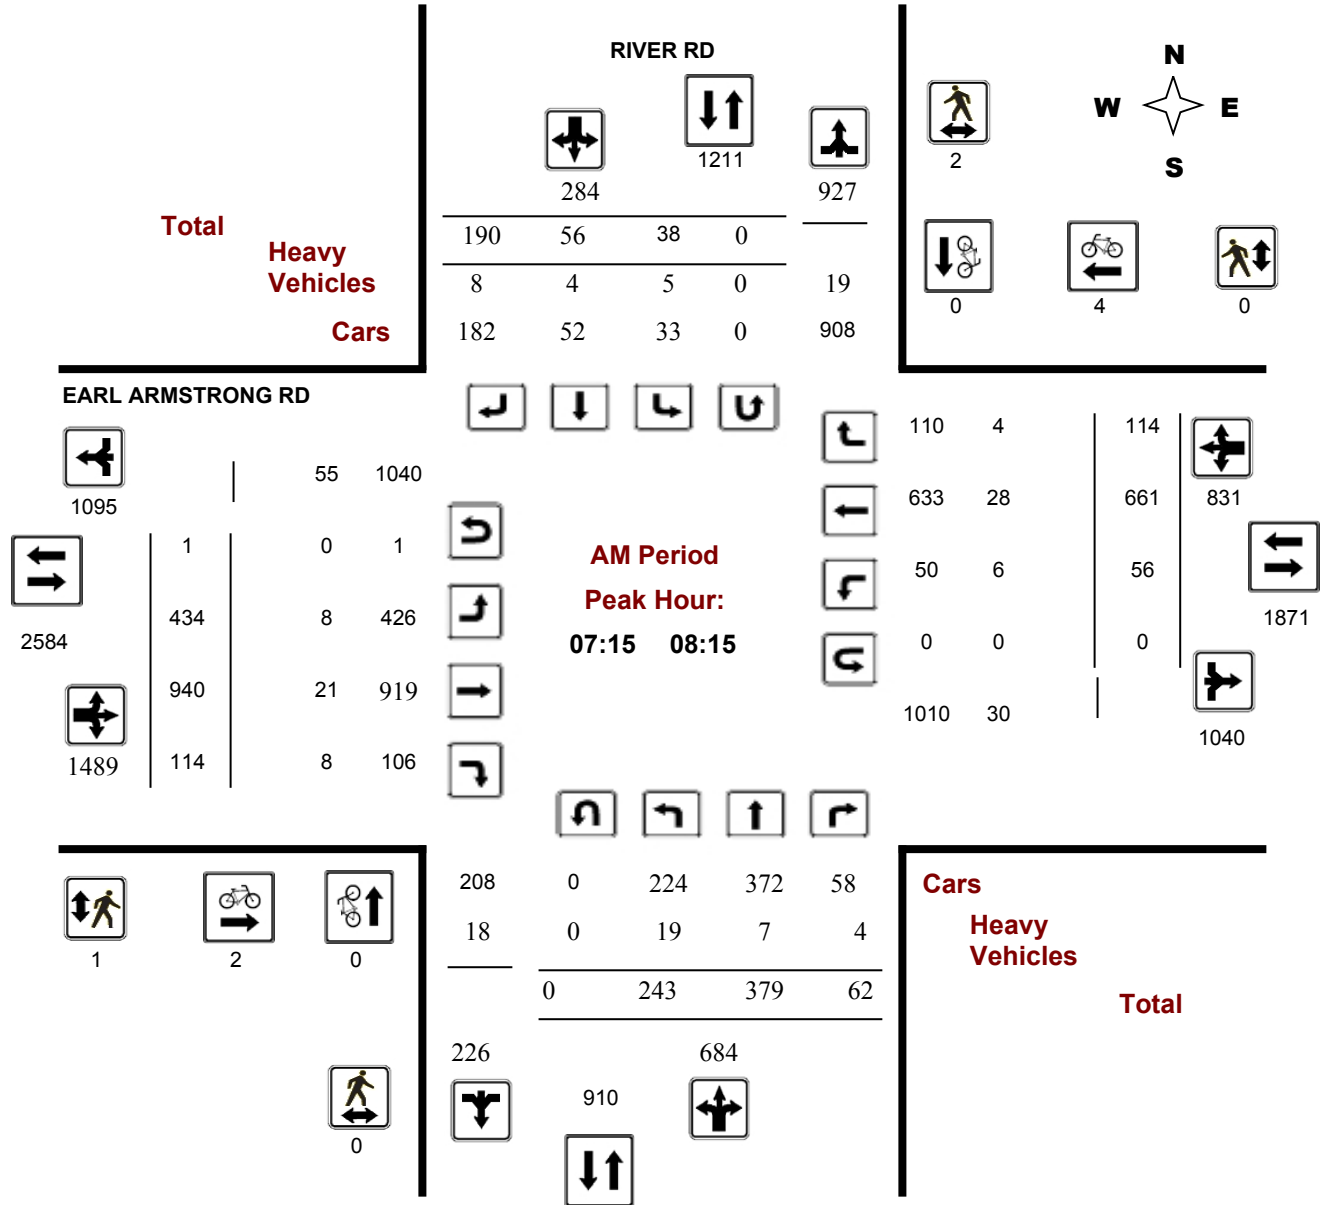 RIVER RD
N
W E
S
1211
2
284 927
Total
190 56 38 0
Heavy
Vehicles
8 4 5 0 19
0 4 0
Cars
182 52 33 0 908
EARL ARMSTRONG RD
110 4 114
55 1040
1095
633 28 661 831
1 0 1
AM Period
50 6 56
Peak Hour:
434 8 426
1871
2584
07:15 08:15
0 0 0
940 21 919
1010 30
1040
1489 114 8 106
208 0 224 372 58
Cars
18 0 19 7 4
Heavy
Vehicles
1 2 0
0 243 379 62
Total
226 684
910
0